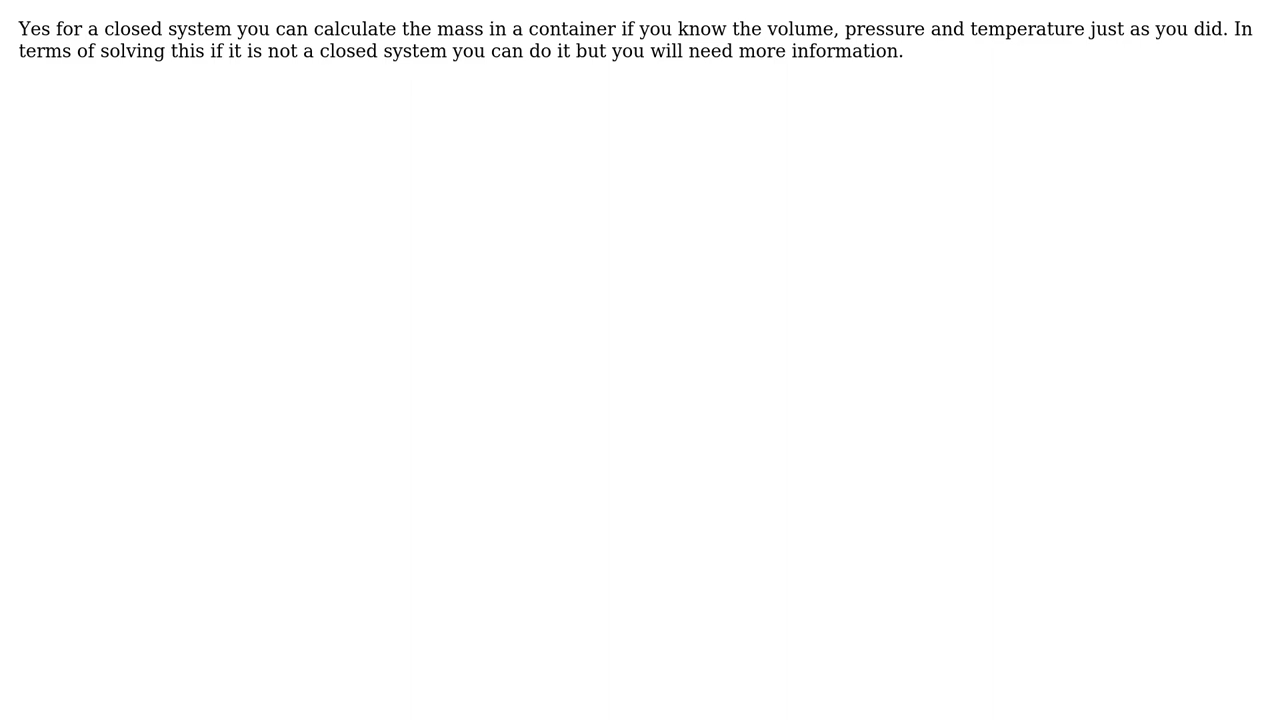 Yes for a closed system you can calculate the mass in a container if you know the volume, pressure and temperature just as you did. In
terms of solving this if it is not a closed system you can do it but you will need more information.